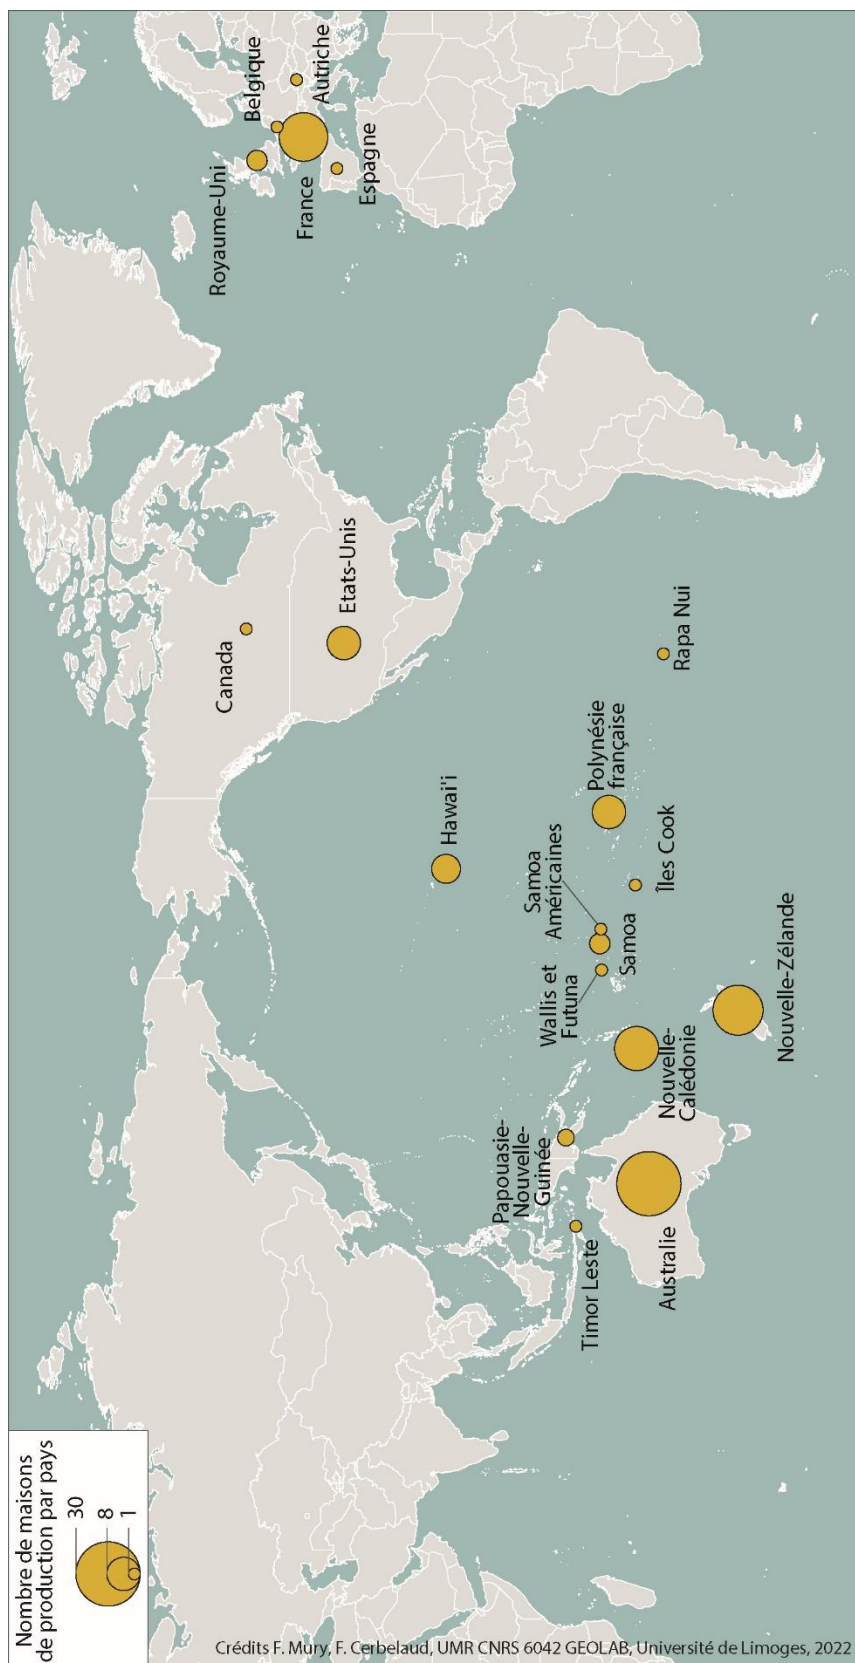 Nombre de maisons
de production par pays
30
8
1
Royaume-Uni
Belgique
Autriche
France
Espagne
Canada
Etats-Unis
Hawai'i
Rapa Nui
Polynésie
française
Îles Cook
Samoa
Américaines
Samoa
Wallis et
Futuna
Nouvelle-Zélande
Nouvelle-
Calédonie
Papouasie-
Nouvelle-
Guinée
Timor Leste
Australie
Crédits F. Mury, F. Cerbelaud, UMR CNRS 6042 GEOLAB, Université de Limoges, 2022